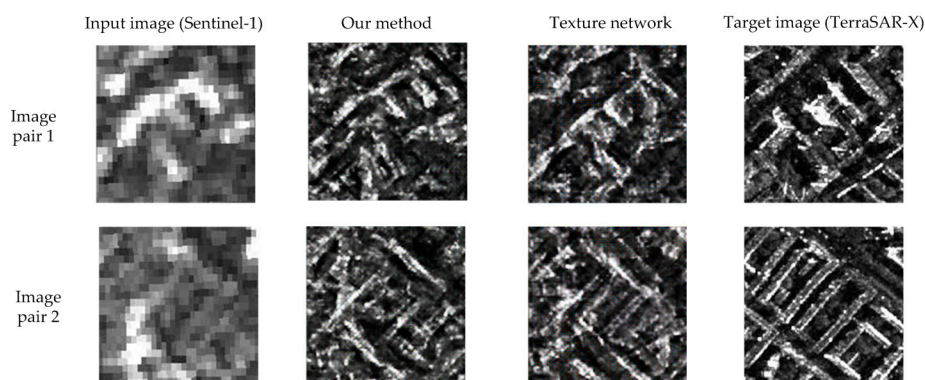 Input image (Sentinel-1) Our method Texture network Target image (TerraSAR-X)
Image
pair 1
Image
pair 2